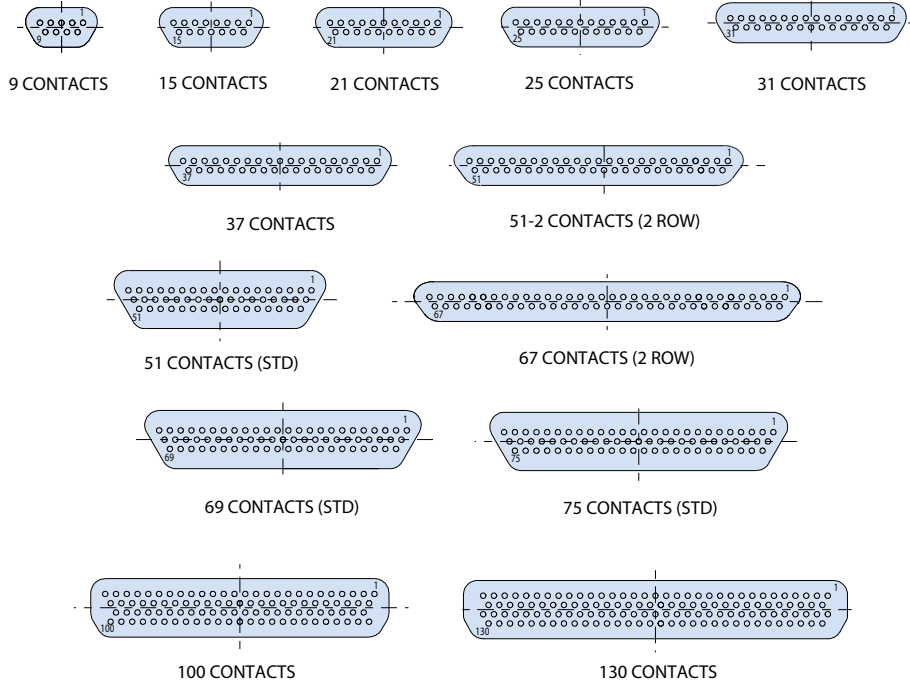 1
9
9 CONTACTS
1
15
15 CONTACTS
1
21
21 CONTACTS
1
25
25 CONTACTS
1
31
31 CONTACTS
1
37
37 CONTACTS
1
51
51-2 CONTACTS (2 ROW)
1
51
51 CONTACTS (STD)
1
67
67 CONTACTS (2 ROW)
1
69
69 CONTACTS (STD)
1
75
75 CONTACTS (STD)
1
100
100 CONTACTS
1
130
130 CONTACTS